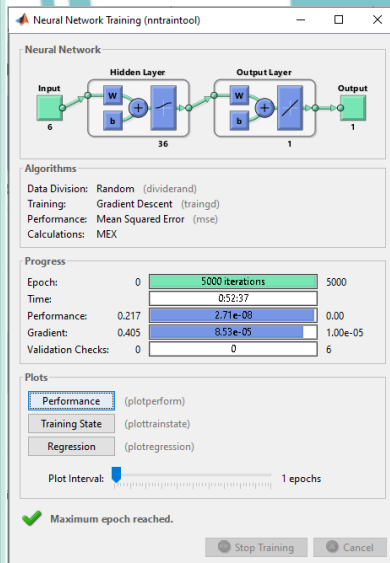 Neural Network Training (nntraintool)
Neural Network
Hidden Layer
Output Layer
Input
Output
W
b
+
W
b
+
6
36
1
1
Algorithms
Data Division: Random (dividerand)
Training: Gradient Descent (traingd)
Performance: Mean Squared Error (mse)
Calculations: MEX
Progress
Epoch: 0 5000 iterations 5000
Time: 0:52:37
Performance: 0.217 2.71e-08 0.00
Gradient: 0.405 8.53e-05 1.00e-05
Validation Checks: 0 0 6
Plots
Performance (plotperform)
Training State (plottrainstate)
Regression (plotregression)
Plot Interval: 1 epochs
Maximum epoch reached.
Stop Training Cancel